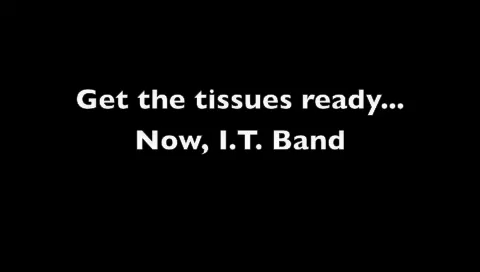 Get the tissues ready...
Now, I.T. Band